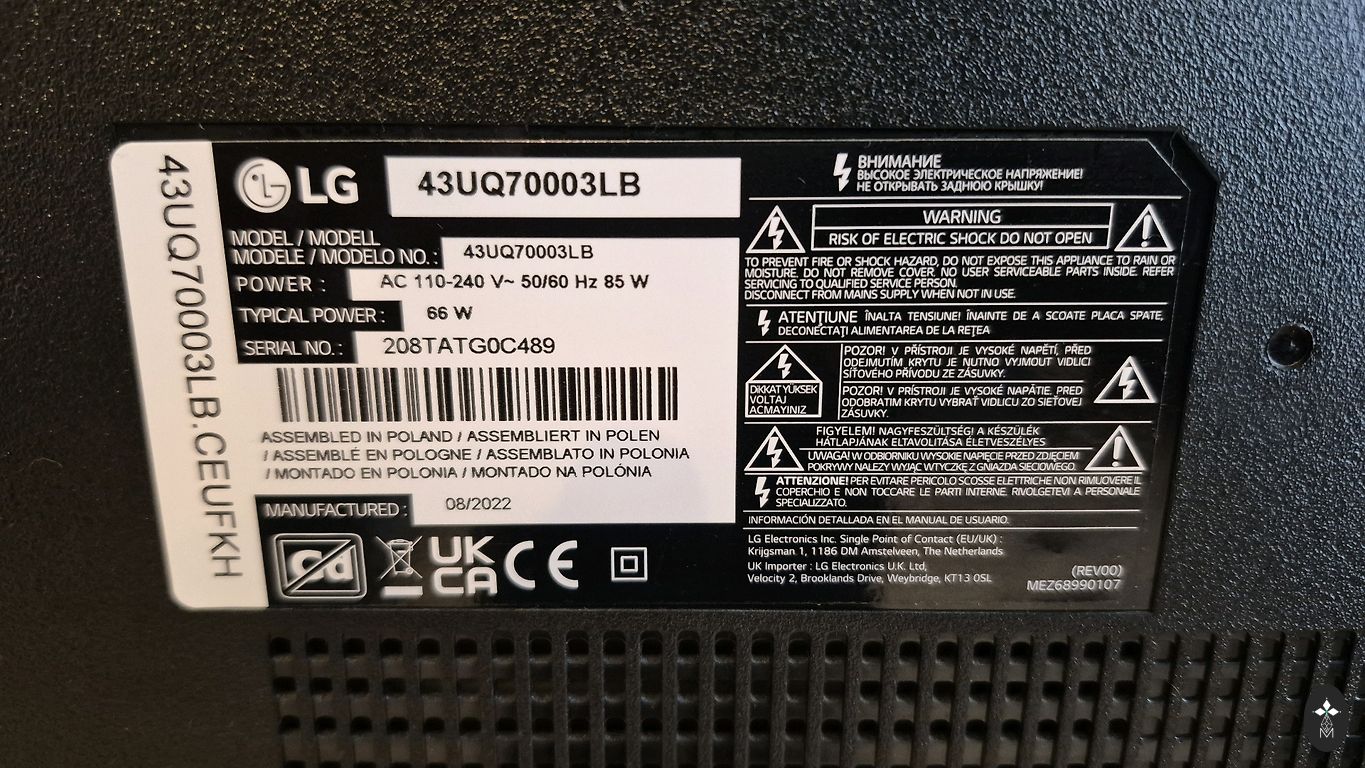 43UQ70003LB.CEUFKH
LG
43UQ70003LB
MODEL / MODELL
MODELE / MODELO NO. :
43UQ70003LB
POWER :
AC 110-240 V~ 50/60 Hz 85 W
TYPICAL POWER :
66 W
SERIAL NO. :
208TATG0C489
ASSEMBLED IN POLAND / ASSEMBLIERT IN POLEN
/ ASSEMBLÉ EN POLOGNE / ASSEMBLATO IN POLONIA
/ MONTADO EN POLONIA / MONTADO NA POLÓNIA
MANUFACTURED :
08/2022
Cd
UK
CA
CE
ВНИМАНИЕ
ВЫСОКОЕ ЭЛЕКТРИЧЕСКОЕ НАПРЯЖЕНИЕ!
НЕ ОТКРЫВАТЬ ЗАДНЮЮ КРЫШКУ!
WARNING
RISK OF ELECTRIC SHOCK DO NOT OPEN
TO PREVENT FIRE OR SHOCK HAZARD, DO NOT EXPOSE THIS APPLIANCE TO RAIN OR
MOISTURE. DO NOT REMOVE COVER. NO USER SERVICEABLE PARTS INSIDE. REFER
SERVICING TO QUALIFIED SERVICE PERSON.
DISCONNECT FROM MAINS SUPPLY WHEN NOT IN USE.
ATENȚIUNE ÎNALTA TENSIUNE! ÎNAINTE DE A SCOATE PLACA SPATE,
DECONECTAȚI ALIMENTAREA DE LA REȚEA
DIKKAT YÜKSEK
VOLTAJ
AÇMAYINIZ
POZOR! V PŘÍSTROJI JE VYSOKÉ NAPĚTÍ, PŘED
ODEJMUTÍM KRYTU JE NUTNO VYJMOUT VIDLICI
SÍŤOVÉHO PŘÍVODU ZE ZÁSUVKY.
POZOR! V PRÍSTROJI JE VYSOKÉ NAPÄTIE. PRED
ODOBRATIM KRYTU VYBRAŤ VIDLICU ZO SIEŤOVEJ
ZÁSUVKY.
FIGYELEM! NAGYFESZÜLTSÉG! A KÉSZÜLÉK
HÁTLAPJÁNAK ELTAVOLÍTÁSA ÉLETVESZÉLYES
UWAGA! W ODBIORNIKU WYSOKIE NAPIĘCIE PRZED ZDJĘCIEM
POKRYWY NALEŻY WYJĄĆ WTYCZKĘ Z GNIAZDA SIECIOWEGO.
ATTENZIONE! PER EVITARE PERICOLO SCOSSE ELETTRICHE NON RIMUOVERE IL
COPERCHIO E NON TOCCARE LE PARTI INTERNE. RIVOLGETEVI A PERSONALE
SPECIALIZZATO.
INFORMACIÓN DETALLADA EN EL MANUAL DE USUARIO.
LG Electronics Inc. Single Point of Contact (EU/UK) :
Krijgsman 1, 1186 DM Amstelveen, The Netherlands
UK Importer : LG Electronics U.K. Ltd,
Velocity 2, Brooklands Drive, Weybridge, KT13 0SL
(REV00)
MEZ68990107
M